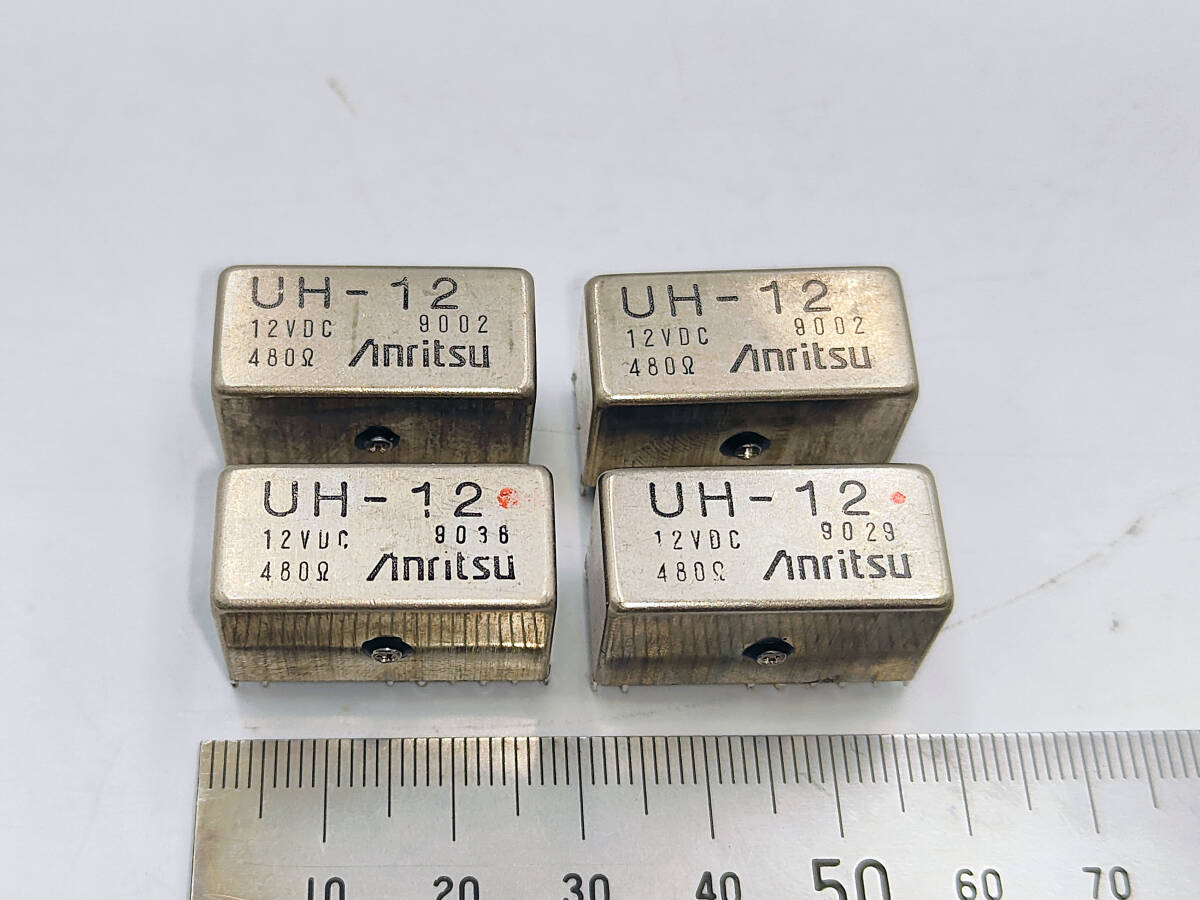 UH-12
12VDC 9002
480Ω Anritsu
UH-12
12VDC 9002
480Ω Anritsu
UH-12
12VDC 9036
480Ω Anritsu
UH-12
12VDC 9029
480Ω Anritsu
10 20 30 40 50 60 70